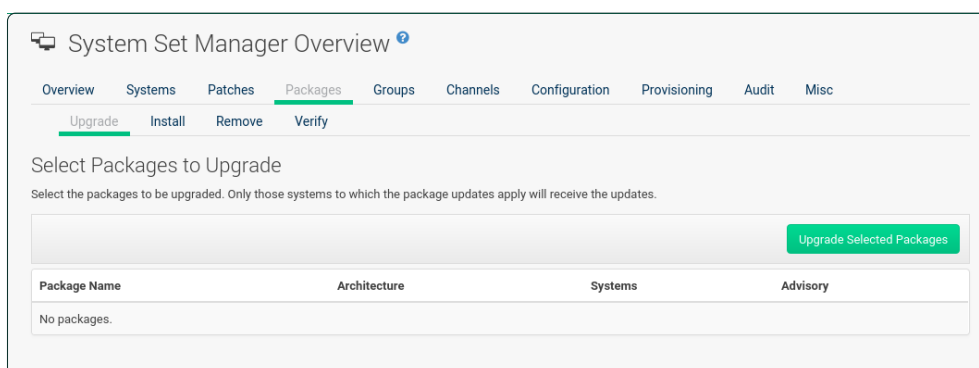 System Set Manager Overview ?
Overview Systems Patches Packages Groups Channels Configuration Provisioning Audit Misc
Upgrade Install Remove Verify
Select Packages to Upgrade
Select the packages to be upgraded. Only those systems to which the package updates apply will receive the updates.
Upgrade Selected Packages
Package Name Architecture Systems Advisory
No packages.